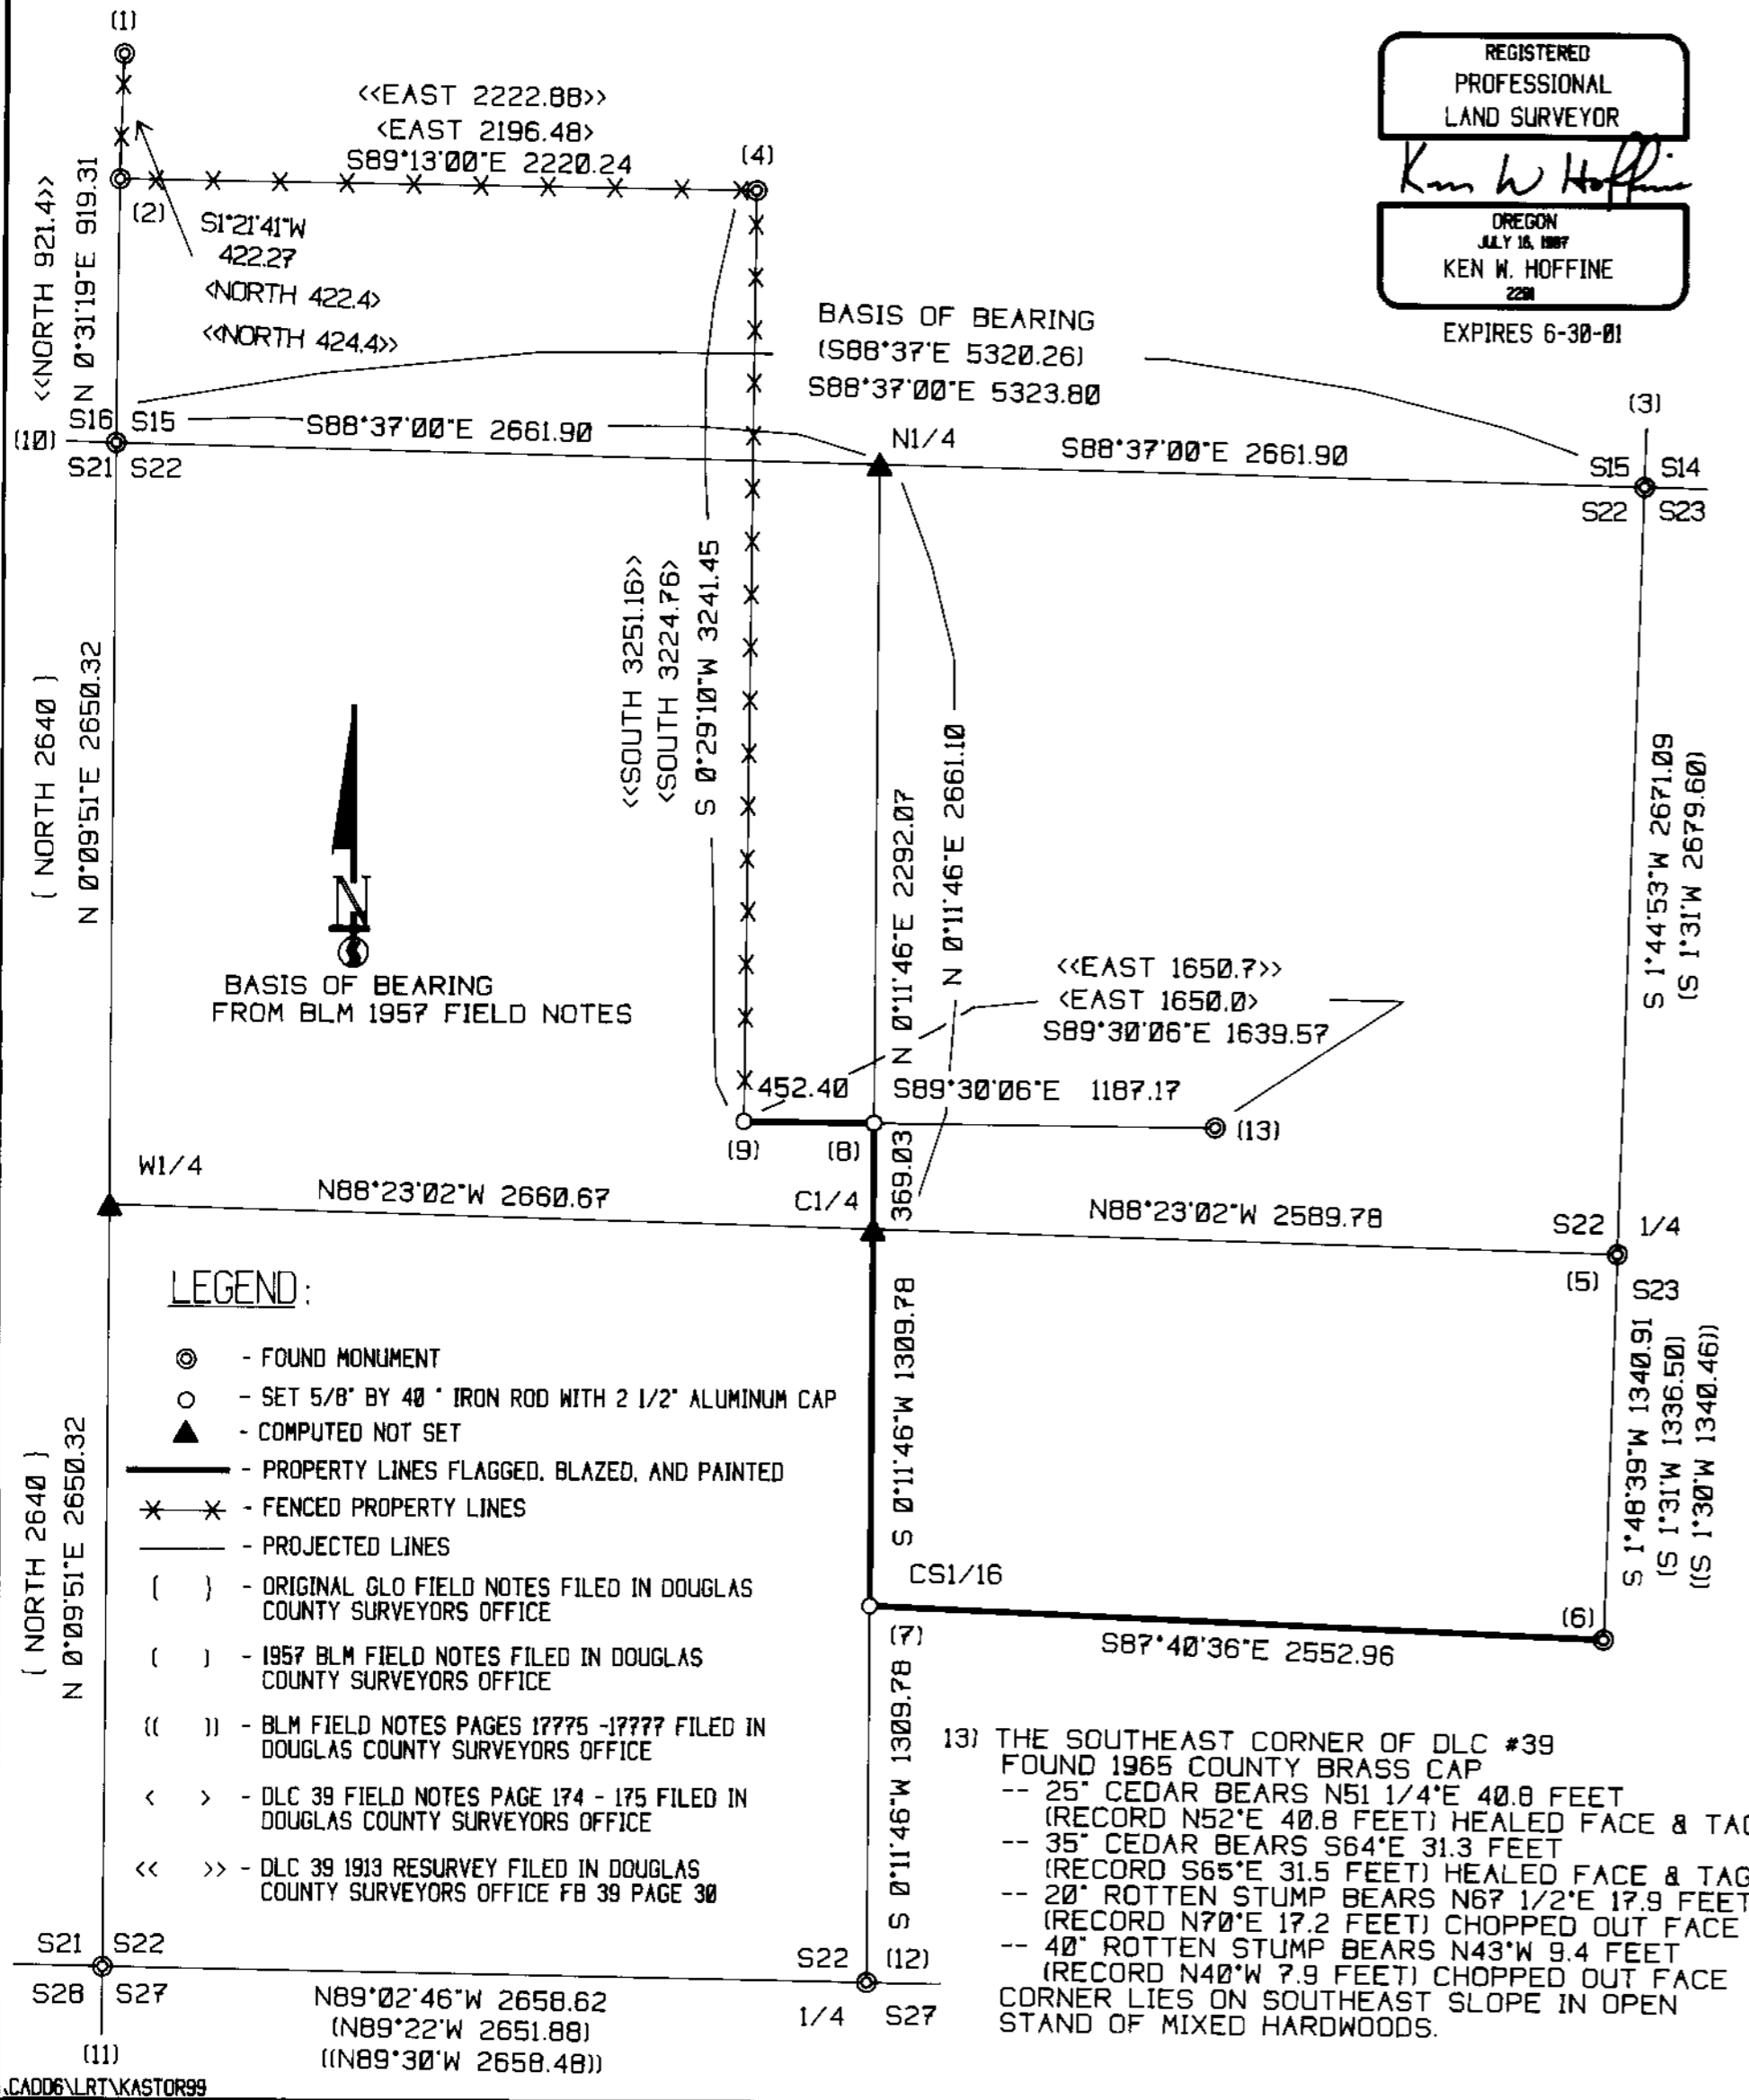 (1)
REGISTERED
PROFESSIONAL
LAND SURVEYOR
Ken W Hoffine
OREGON
JULY 16, 1987
KEN W. HOFFINE
2291
EXPIRES 6-30-01
<<EAST 2222.88>>
<EAST 2196.48>
S89°13'00"E 2220.24
(4)
(2)
S1°21'41"W
422.27
<NORTH 422.4>
<<NORTH 424.4>>
<<NORTH 921.4>>
N 0°31'19"E 919.31
BASIS OF BEARING
(S88°37'E 5320.26)
S88°37'00"E 5323.80
(3)
S16 S15
(10)
S21 S22
S88°37'00"E 2661.90
N1/4
S88°37'00"E 2661.90
S15 S14
S22 S23
{ NORTH 2640 }
N 0°09'51"E 2650.32
<<SOUTH 3251.16>>
<SOUTH 3224.76>
S 0°29'10"W 3241.45
N 0°11'46"E 2292.07
N 0°11'46"E 2661.10
S 1°44'53"W 2671.09
(S 1°31'W 2679.60)
N
BASIS OF BEARING
FROM BLM 1957 FIELD NOTES
<<EAST 1650.7>>
<EAST 1650.0>
S89°30'06"E 1639.57
452.40
S89°30'06"E 1187.17
(9)
(8)
(13)
369.03
W1/4
N88°23'02"W 2660.67
C1/4
N88°23'02"W 2589.78
S22 1/4
(5)
S23
LEGEND:
- FOUND MONUMENT
- SET 5/8" BY 40 " IRON ROD WITH 2 1/2" ALUMINUM CAP
- COMPUTED NOT SET
- PROPERTY LINES FLAGGED, BLAZED, AND PAINTED
- FENCED PROPERTY LINES
- PROJECTED LINES
{ } - ORIGINAL GLO FIELD NOTES FILED IN DOUGLAS
COUNTY SURVEYORS OFFICE
( ) - 1957 BLM FIELD NOTES FILED IN DOUGLAS
COUNTY SURVEYORS OFFICE
(( )) - BLM FIELD NOTES PAGES 17775 -17777 FILED IN
DOUGLAS COUNTY SURVEYORS OFFICE
< > - DLC 39 FIELD NOTES PAGE 174 - 175 FILED IN
DOUGLAS COUNTY SURVEYORS OFFICE
<< >> - DLC 39 1913 RESURVEY FILED IN DOUGLAS
COUNTY SURVEYORS OFFICE FB 39 PAGE 30
{ NORTH 2640 }
N 0°09'51"E 2650.32
S 0°11'46"W 1309.78
S 1°48'39"W 1340.91
(S 1°31'W 1336.50)
((S 1°30'W 1340.46))
CS1/16
(7)
(6)
S87°40'36"E 2552.96
S 0°11'46"W 1309.78
13) THE SOUTHEAST CORNER OF DLC #39
FOUND 1965 COUNTY BRASS CAP
-- 25" CEDAR BEARS N51 1/4°E 40.8 FEET
(RECORD N52°E 40.8 FEET) HEALED FACE & TAG
-- 35" CEDAR BEARS S64°E 31.3 FEET
(RECORD S65°E 31.5 FEET) HEALED FACE & TAG
-- 20" ROTTEN STUMP BEARS N67 1/2°E 17.9 FEET
(RECORD N70°E 17.2 FEET) CHOPPED OUT FACE
-- 40" ROTTEN STUMP BEARS N43°W 9.4 FEET
(RECORD N40°W 7.9 FEET) CHOPPED OUT FACE
CORNER LIES ON SOUTHEAST SLOPE IN OPEN
STAND OF MIXED HARDWOODS.
S21 S22
S28 S27
(11)
N89°02'46"W 2658.62
(N89°22'W 2651.88)
((N89°30'W 2658.48))
S22 (12)
1/4 S27
.CADD6\LRT\KASTOR99